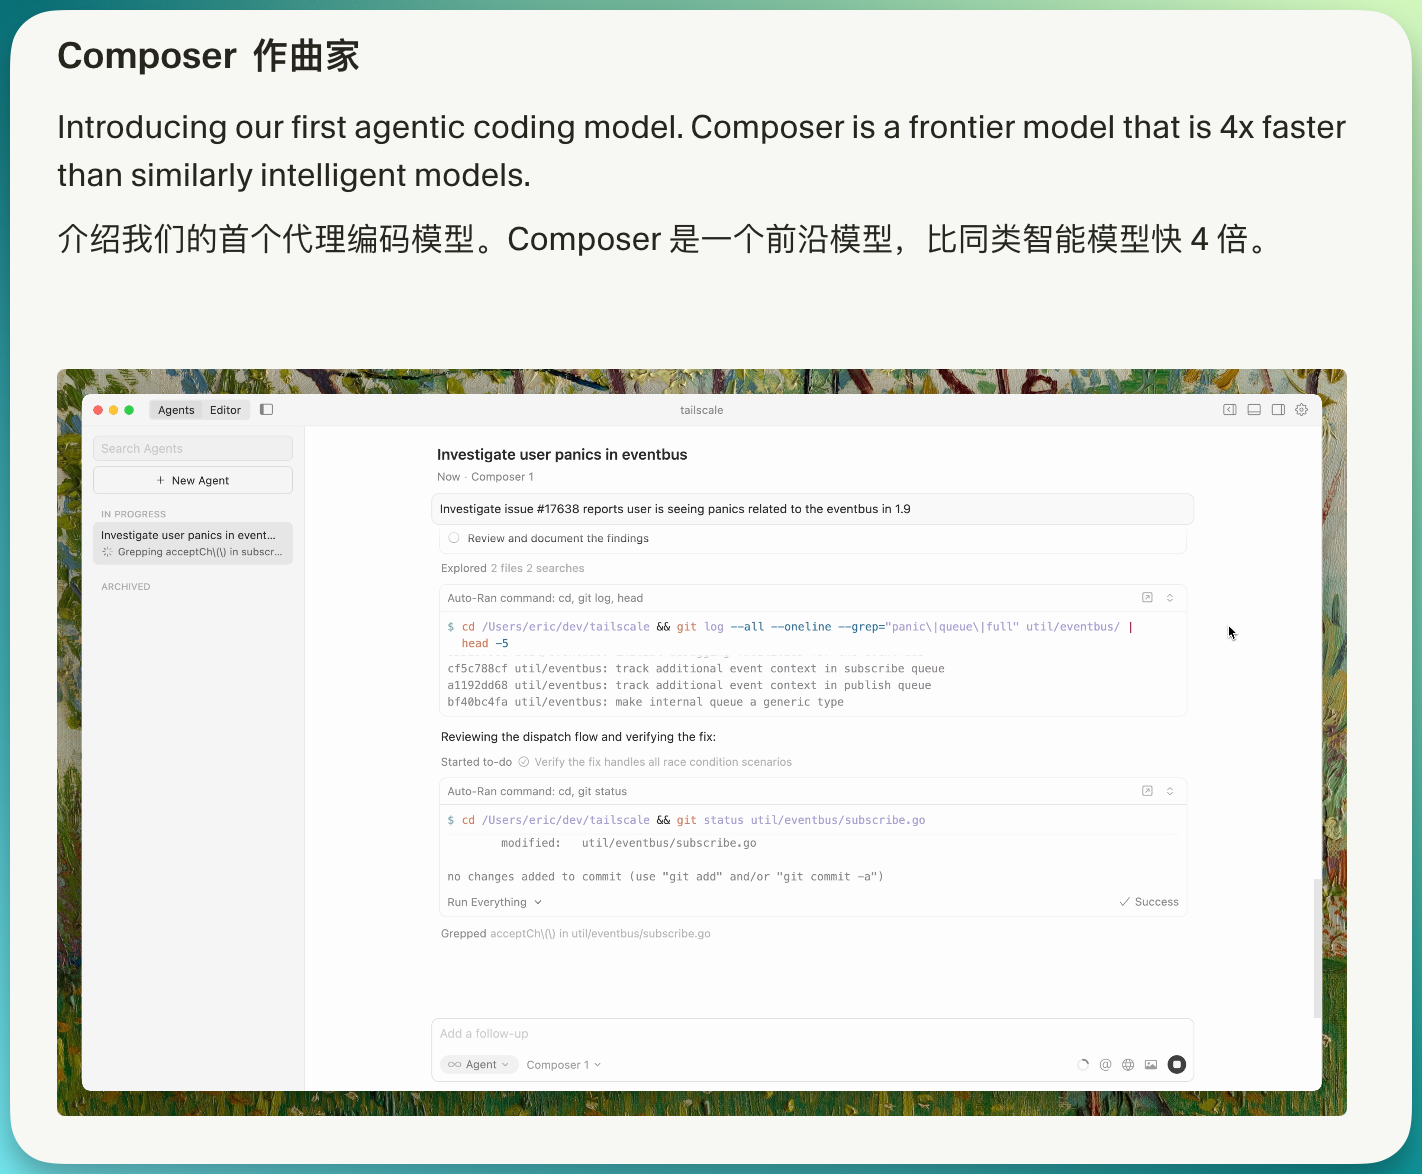 Composer 作曲家
Introducing our first agentic coding model. Composer is a frontier model that is 4x faster
than similarly intelligent models.
介绍我们的首个代理编码模型。Composer 是一个前沿模型，比同类智能模型快 4 倍。
Agents Editor
tailscale
Search Agents
+ New Agent
IN PROGRESS
Investigate user panics in event...
Grepping acceptCh\(\) in subscr...
ARCHIVED
Investigate user panics in eventbus
Now · Composer 1
Investigate issue #17638 reports user is seeing panics related to the eventbus in 1.9
Review and document the findings
Explored 2 files 2 searches
Auto-Ran command: cd, git log, head
$ cd /Users/eric/dev/tailscale && git log --all --oneline --grep="panic\|queue\|full" util/eventbus/ |
head -5
cf5c788cf util/eventbus: track additional event context in subscribe queue
a1192dd68 util/eventbus: track additional event context in publish queue
bf40bc4fa util/eventbus: make internal queue a generic type
Reviewing the dispatch flow and verifying the fix:
Started to-do Verify the fix handles all race condition scenarios
Auto-Ran command: cd, git status
$ cd /Users/eric/dev/tailscale && git status util/eventbus/subscribe.go
modified: util/eventbus/subscribe.go
no changes added to commit (use "git add" and/or "git commit -a")
Run Everything
Success
Grepped acceptCh\(\) in util/eventbus/subscribe.go
Add a follow-up
Agent Composer 1